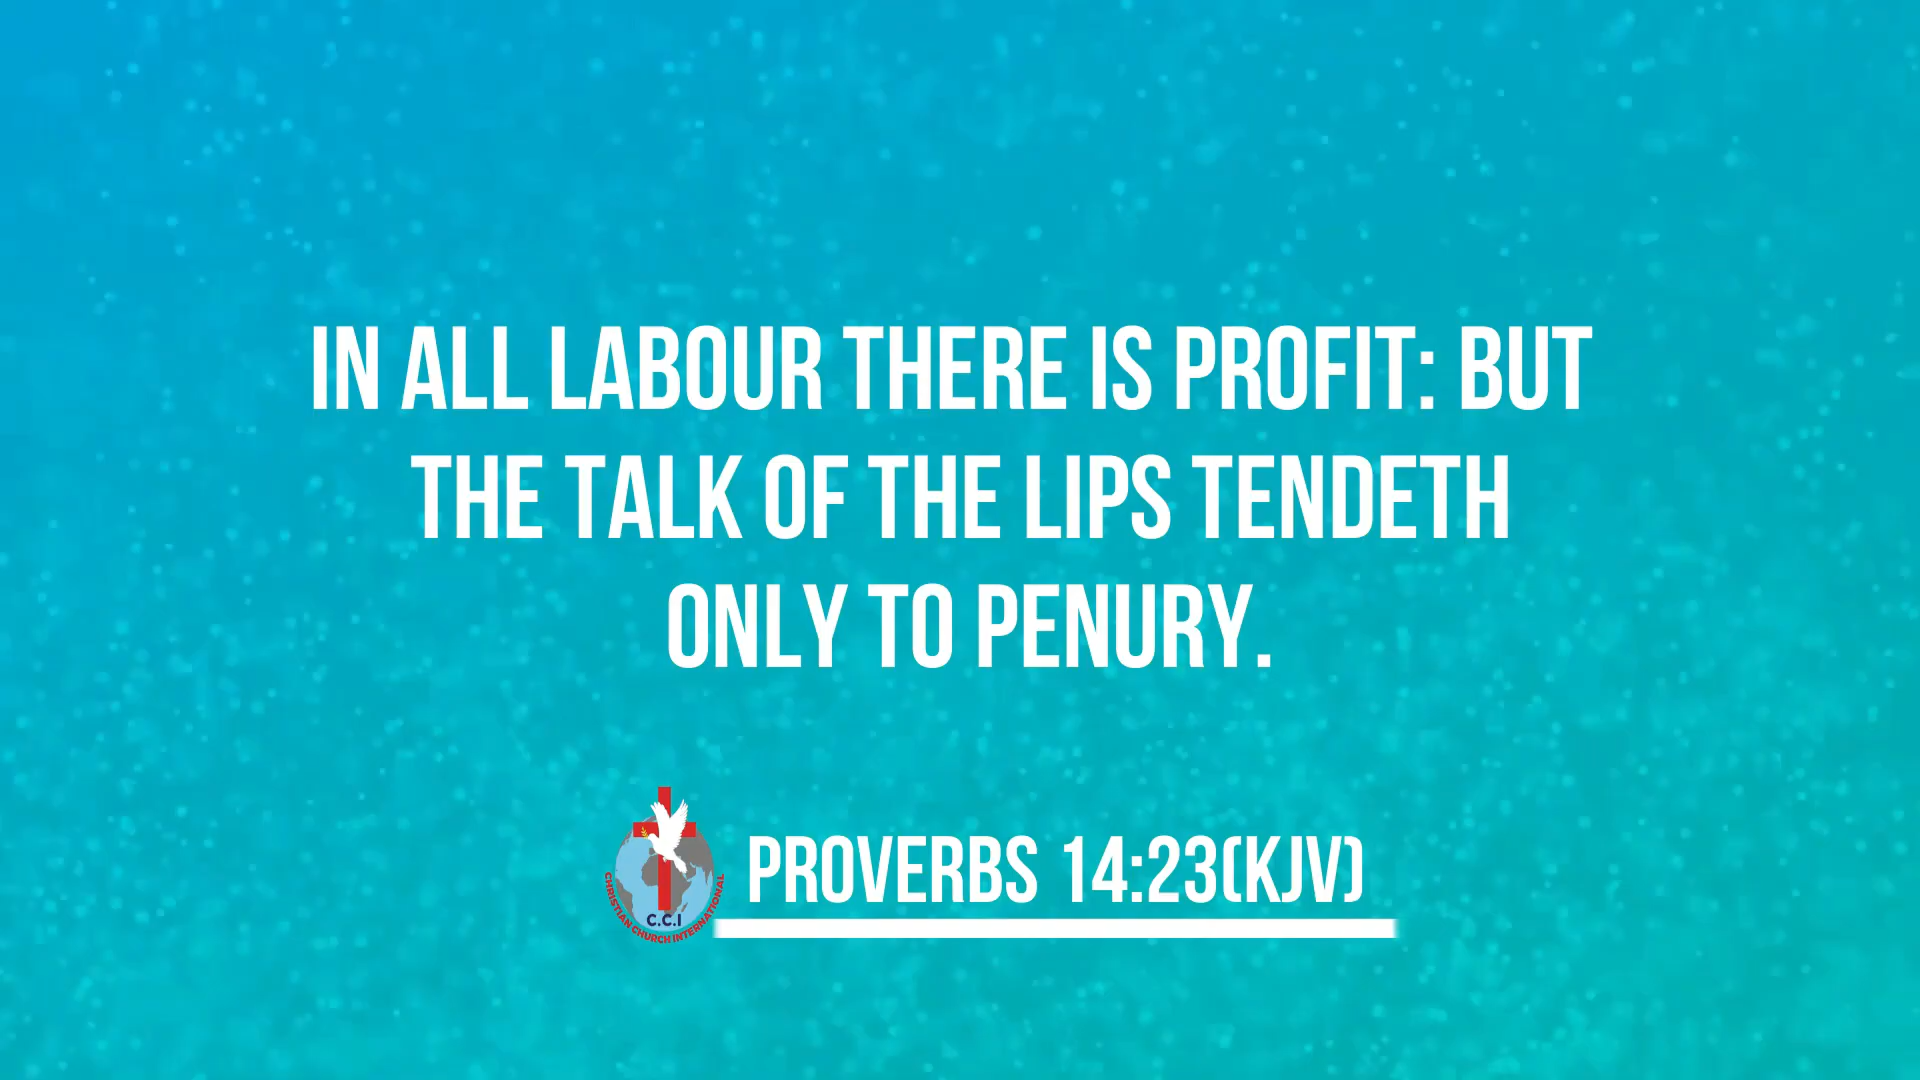 IN ALL LABOUR THERE IS PROFIT: BUT
THE TALK OF THE LIPS TENDETH
ONLY TO PENURY.
PROVERBS 14:23(KJV)
C.C.I
CHRISTIAN CHURCH INTERNATIONAL